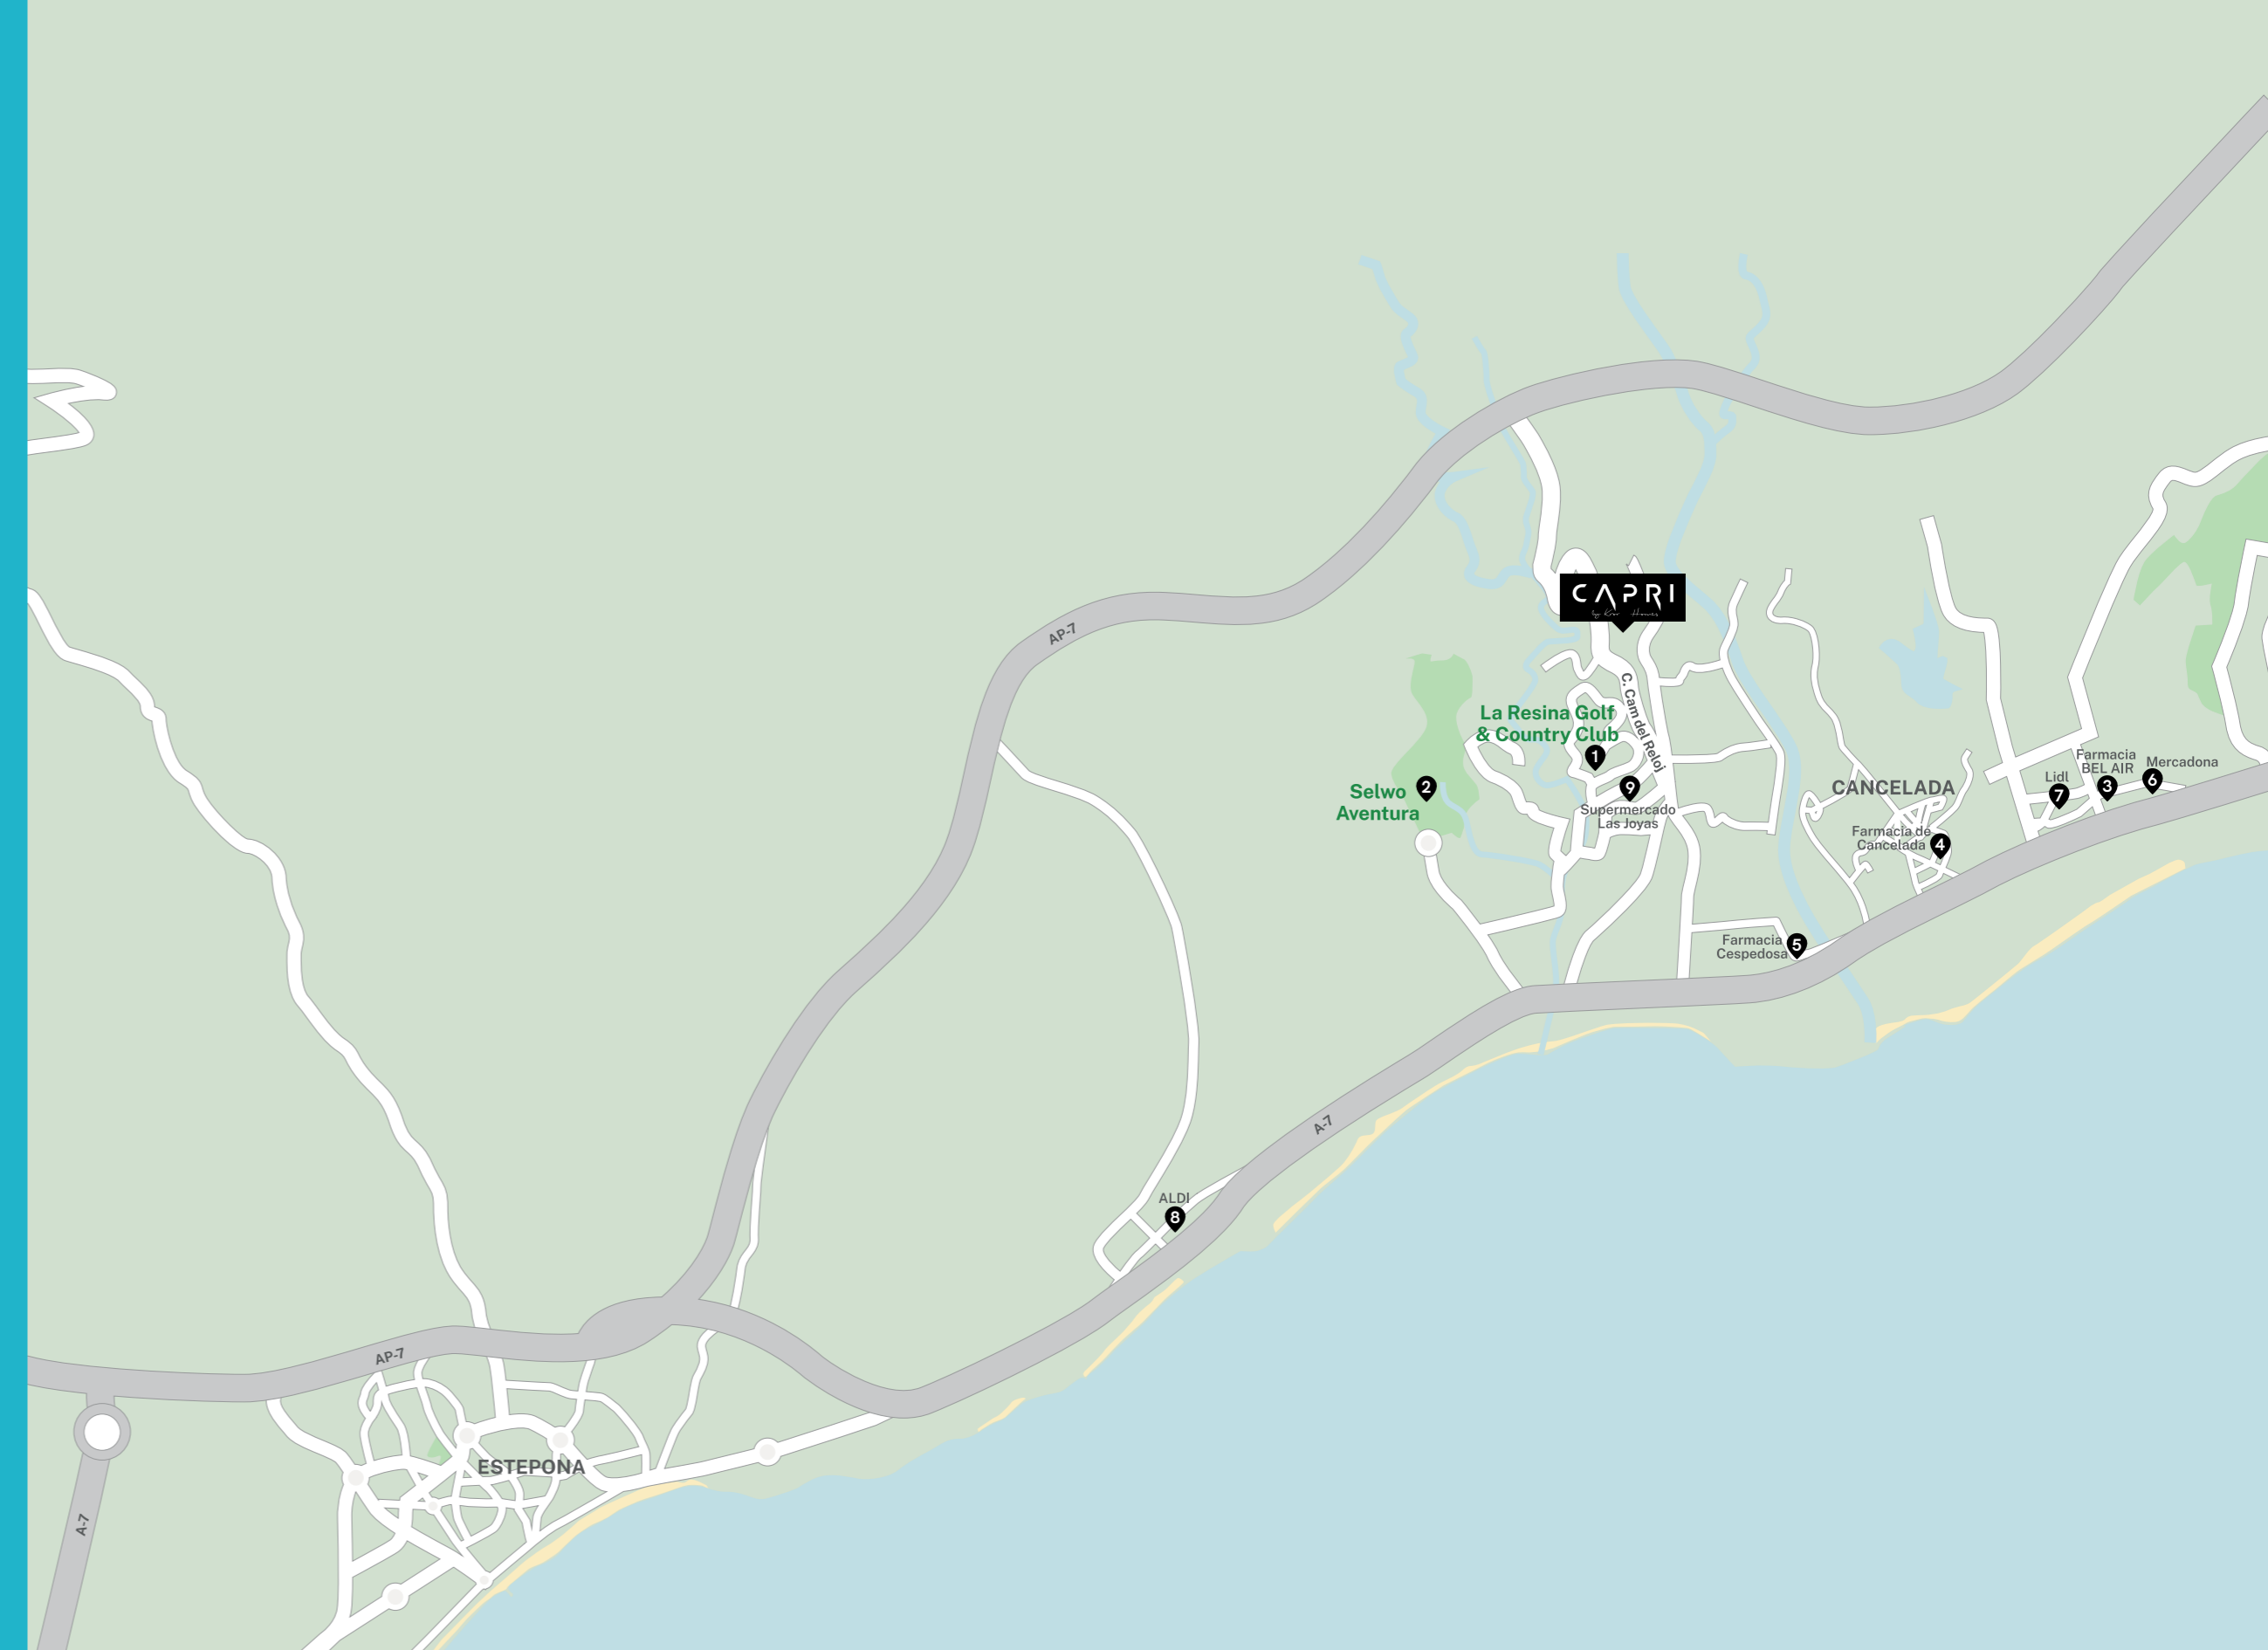 CAPRI
AP-7
C. Cam del Reloj
La Resina Golf
& Country Club
1
Selwo
Aventura
2
9
Supermercado
Las Joyas
CANCELADA
Farmacia
BEL AIR
3
Mercadona
6
Lidl
7
Farmacia de
Cancelada
4
Farmacia
Cespedosa
5
A-7
ALDI
8
AP-7
ESTEPONA
A-7